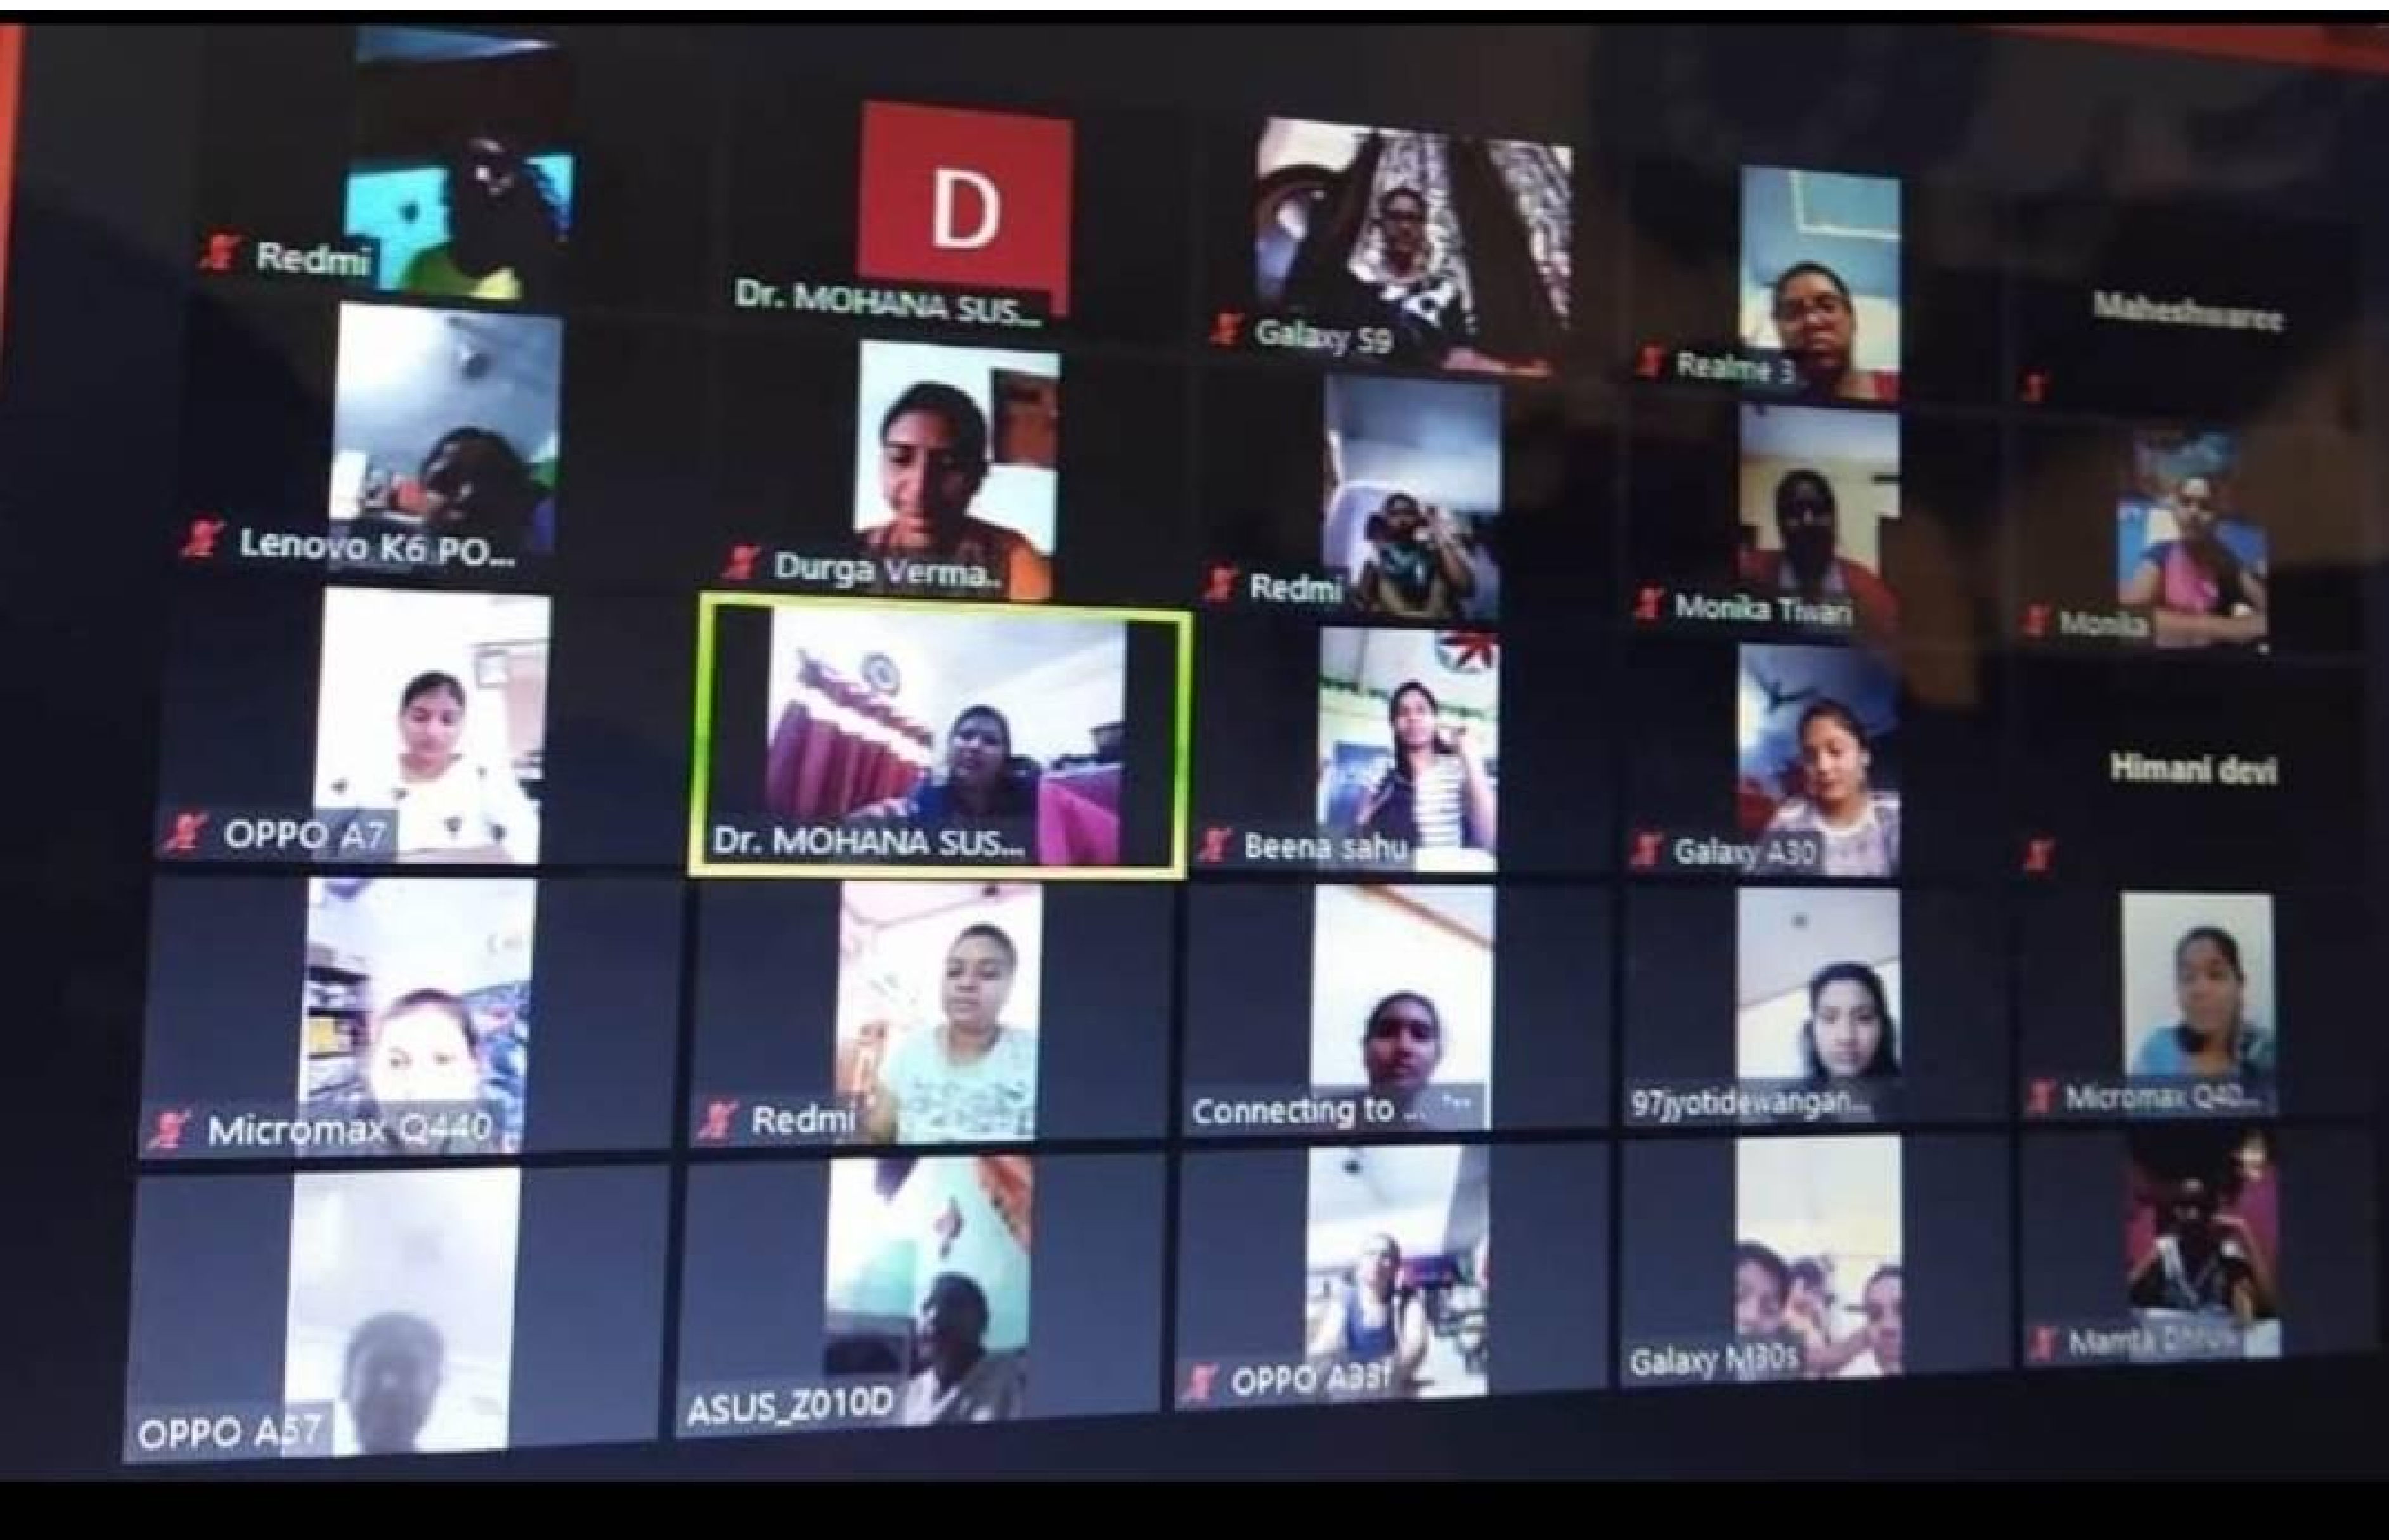 Redmi
D
Dr. MOHANA SUS...
Galaxy S9
Realme 3
Maheshwaree
Lenovo K6 PO...
Durga Verma..
Redmi
Monika Tiwari
Monika
OPPO A7
Dr. MOHANA SUS...
Beena sahu
Galaxy A30
Himani devi
Micromax Q440
Redmi
Connecting to ...
97jyotidewangan...
Micromax Q40...
OPPO A57
ASUS_Z010D
OPPO A33f
Galaxy M30s
Mamta